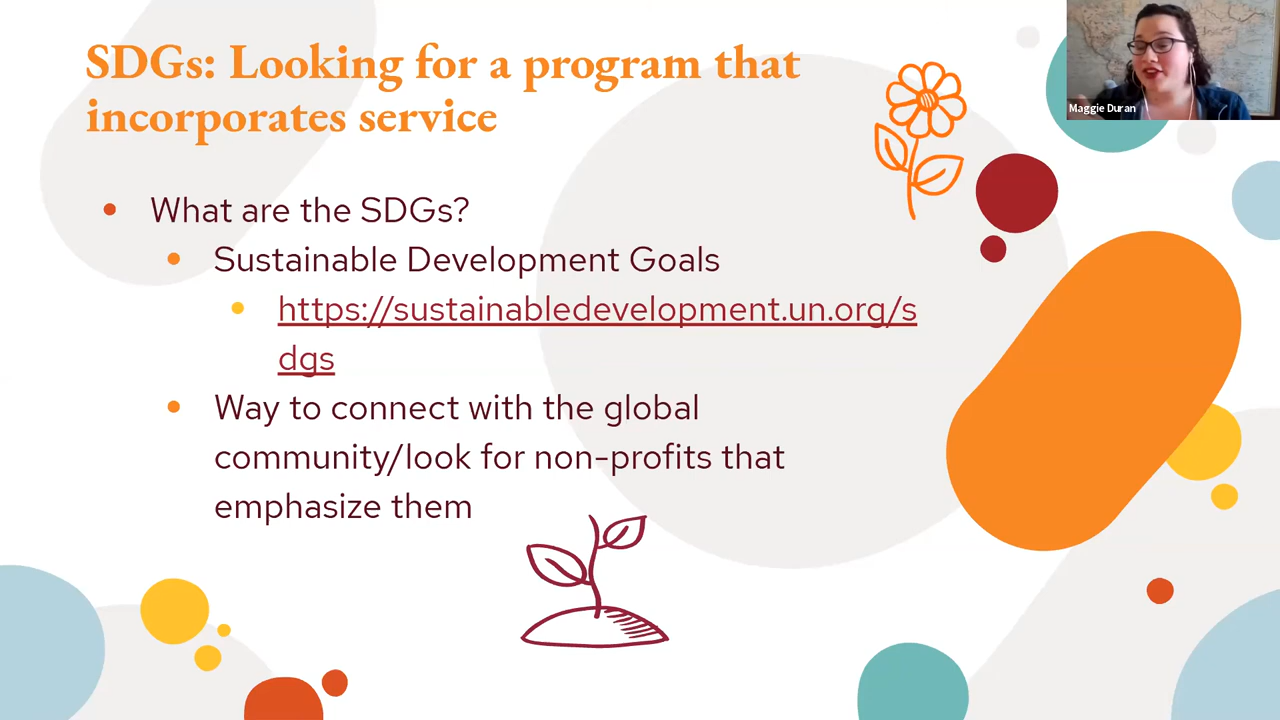 SDGs: Looking for a program that
incorporates service
Maggie Duran
What are the SDGs?
Sustainable Development Goals
https://sustainabledevelopment.un.org/s
dgs
Way to connect with the global
community/look for non-profits that
emphasize them